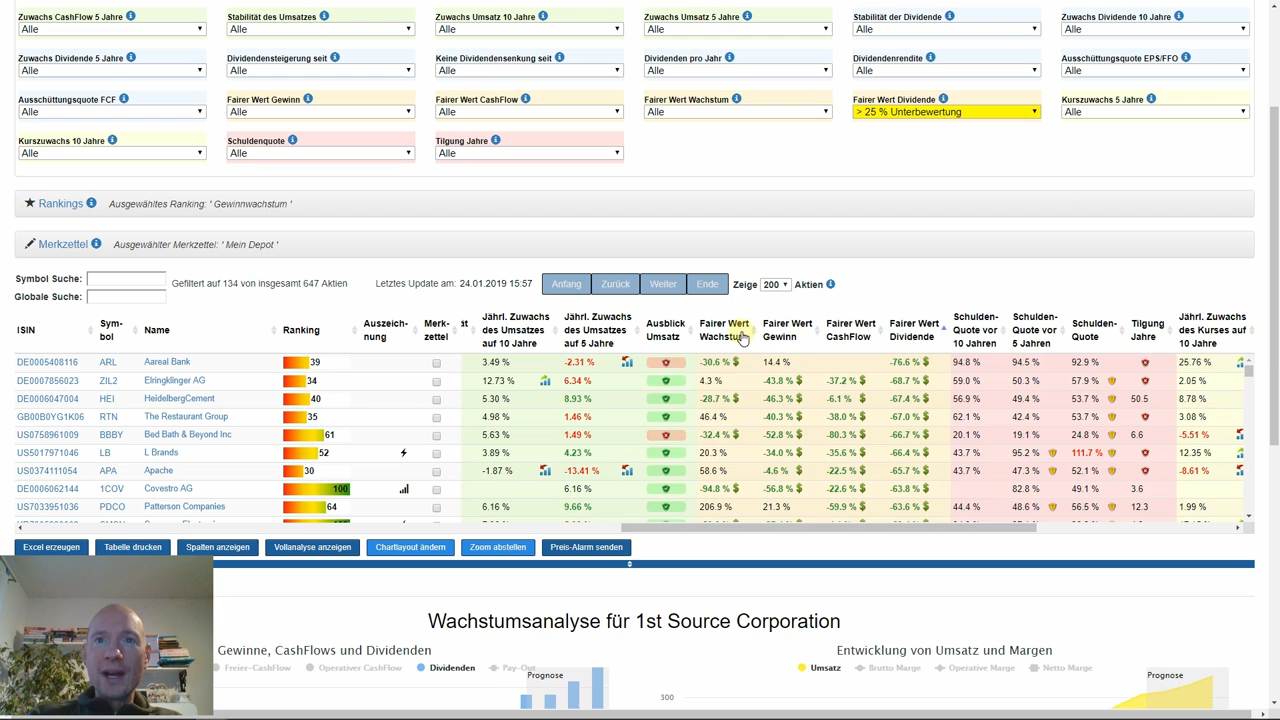 Zuwachs CashFlow 5 Jahre Stabilität des Umsatzes Zuwachs Umsatz 10 Jahre Zuwachs Umsatz 5 Jahre Stabilität der Dividende Zuwachs Dividende 10 Jahre
Alle Alle Alle Alle Alle Alle
Zuwachs Dividende 5 Jahre Dividendensteigerung seit Keine Dividendensenkung seit Dividenden pro Jahr Dividendenrendite Ausschüttungsquote EPS/FFO
Alle Alle Alle Alle Alle Alle
Ausschüttungsquote FCF Fairer Wert Gewinn Fairer Wert CashFlow Fairer Wert Wachstum Fairer Wert Dividende Kurszuwachs 5 Jahre
Alle Alle Alle Alle > 25 % Unterbewertung Alle
Kurszuwachs 10 Jahre Schuldenquote Tilgung Jahre
Alle Alle Alle
Rankings Ausgewähltes Ranking: ' Gewinnwachstum '
Merkzettel Ausgewählter Merkzettel: ' Mein Depot '
Symbol Suche:
Globale Suche:
Gefiltert auf 134 von insgesamt 647 Aktien Letztes Update am: 24.01.2019 15:57 Anfang Zurück Weiter Ende Zeige 200 Aktien
ISIN Sym-bol Name Ranking Auszeich-nung Merk-zettel ät Jährl. Zuwachs des Umsatzes auf 10 Jahre Jährl. Zuwachs des Umsatzes auf 5 Jahre Ausblick Umsatz Fairer Wert Wachstum Fairer Wert Gewinn Fairer Wert CashFlow Fairer Wert Dividende Schulden-Quote vor 10 Jahren Schulden-Quote vor 5 Jahren Schulden-Quote Tilgung Jahre Jährl. Zuwachs des Kurses auf 10 Jahre
DE0005408116 ARL Aareal Bank 39 3.49 % -2.31 % -30.6 % $ 14.4 % -76.6 % $ 94.8 % 94.5 % 92.9 % 25.76 %
DE0007856023 ZIL2 Elringklinger AG 34 12.73 % 6.34 % 4.3 % -43.8 % $ -37.2 % $ -68.7 % $ 59.0 % 50.3 % 57.9 % 2.05 %
DE0006047004 HEI HeidelbergCement 40 5.30 % 8.93 % -28.7 % $ -46.3 % $ -6.1 % $ -67.4 % $ 56.9 % 49.4 % 53.7 % 50.5 8.78 %
GB00B0YG1K06 RTN The Restaurant Group 35 4.98 % 1.46 % 46.4 % -40.3 % $ -38.0 % $ -67.0 % $ 62.1 % 42.4 % 53.7 % 3.08 %
US0758961009 BBBY Bed Bath & Beyond Inc 61 5.63 % 1.49 % -32.4 % $ -52.8 % $ -80.3 % $ -66.7 % $ 20.1 % 19.1 % 24.8 % 6.6 -5.51 %
US5017971046 LB L Brands 52 3.89 % 4.23 % 20.3 % -34.0 % $ -35.6 % $ -66.4 % $ 43.7 % 95.2 % 111.7 % 12.35 %
US0374111054 APA Apache 30 -1.87 % -13.41 % 58.6 % -4.6 % $ -22.5 % $ -65.7 % $ 43.7 % 47.3 % 52.1 % -8.61 %
DE0006062144 1COV Covestro AG 100 6.16 % -94.8 % $ -56.8 % $ -22.6 % $ -63.8 % $ 82.8 % 49.1 % 3.6
US7033951036 PDCO Patterson Companies 64 6.16 % 9.66 % 206.9 % 21.3 % -59.9 % $ -63.6 % $ 44.4 % 48.6 % 56.5 % 12.3 1.99 %
Excel erzeugen Tabelle drucken Spalten anzeigen Vollanalyse anzeigen Chartlayout ändern Zoom abstellen Preis-Alarm senden
Wachstumsanalyse für 1st Source Corporation
Gewinne, CashFlows und Dividenden Entwicklung von Umsatz und Margen
Freier-CashFlow Operativer CashFlow Dividenden Pay-Out Umsatz Brutto Marge Operative Marge Netto Marge
Prognose Prognose
300